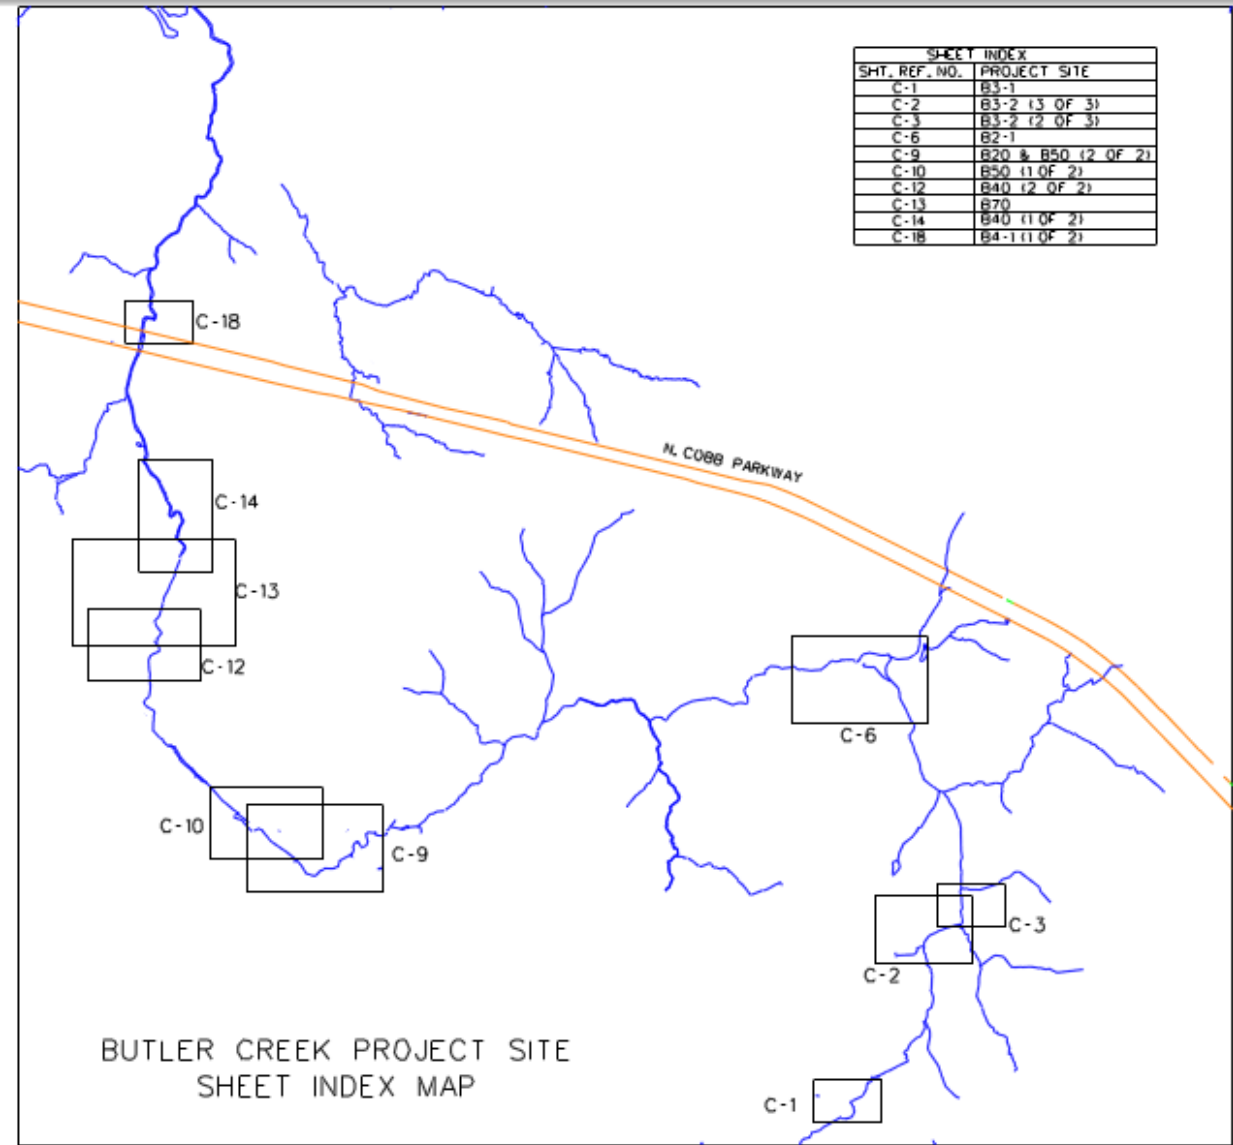 SHEET INDEX
SHT. REF. NO. PROJECT SITE
C-1 B3-1
C-2 B3-2 (3 OF 3)
C-3 B3-2 (2 OF 3)
C-6 B2-1
C-9 B20 & B50 (2 OF 2)
C-10 B50 (1 OF 2)
C-12 B40 (2 OF 2)
C-13 B70
C-14 B40 (1 OF 2)
C-18 B4-1 (1 OF 2)
C-18
N. COBB PARKWAY
C-14
C-13
C-12
C-6
C-10
C-9
C-3
C-2
BUTLER CREEK PROJECT SITE
SHEET INDEX MAP
C-1